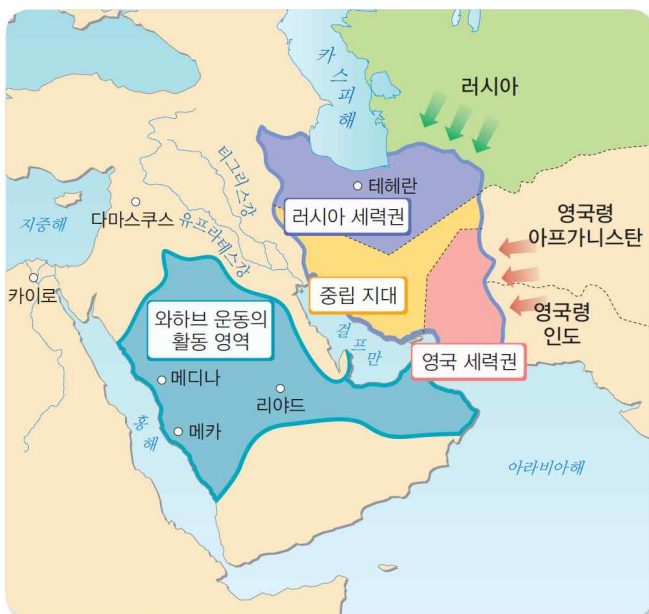 카스피해
러시아
티그리스강
테헤란
지중해
다마스쿠스
유프라테스강
러시아 세력권
영국령
아프가니스탄
카이로
중립 지대
와하브 운동의
활동 영역
걸프만
영국령
인도
영국 세력권
메디나
리야드
홍해
메카
아라비아해